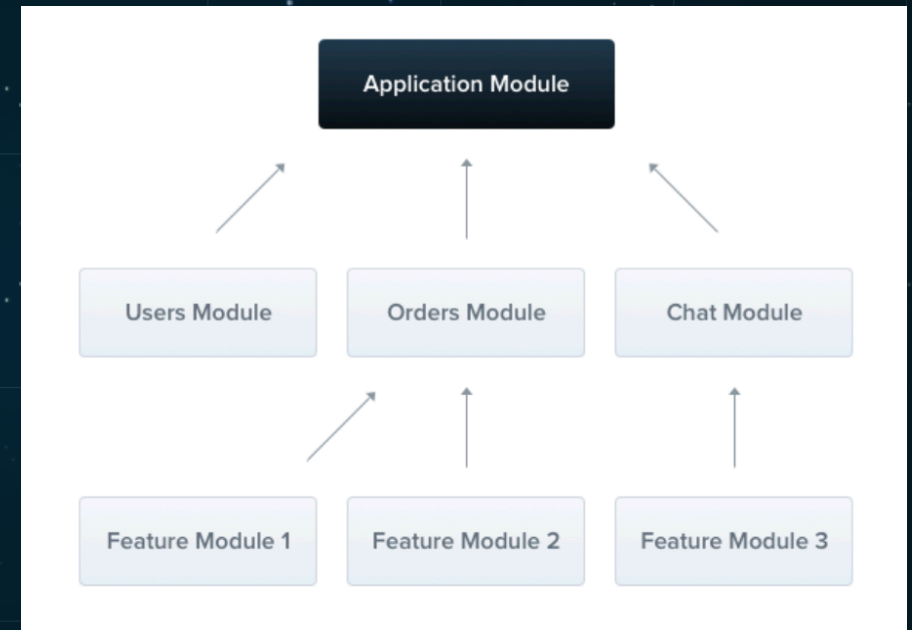 Application Module
Users Module
Orders Module
Chat Module
Feature Module 1
Feature Module 2
Feature Module 3